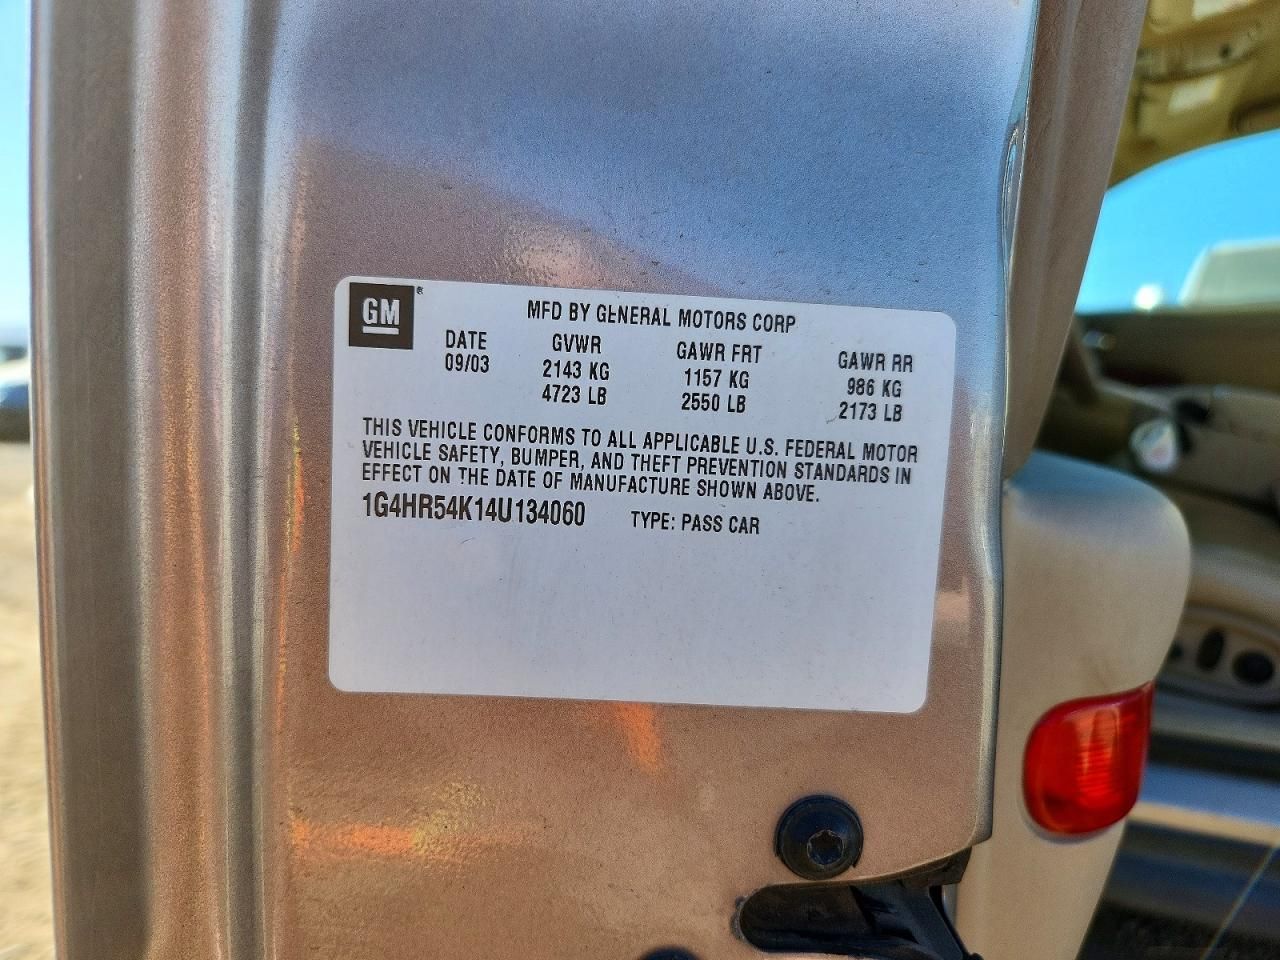 GM®
MFD BY GENERAL MOTORS CORP
DATE GVWR GAWR FRT GAWR RR
09/03 2143 KG 1157 KG 986 KG
4723 LB 2550 LB 2173 LB
THIS VEHICLE CONFORMS TO ALL APPLICABLE U.S. FEDERAL MOTOR
VEHICLE SAFETY, BUMPER, AND THEFT PREVENTION STANDARDS IN
EFFECT ON THE DATE OF MANUFACTURE SHOWN ABOVE.
1G4HR54K14U134060 TYPE: PASS CAR